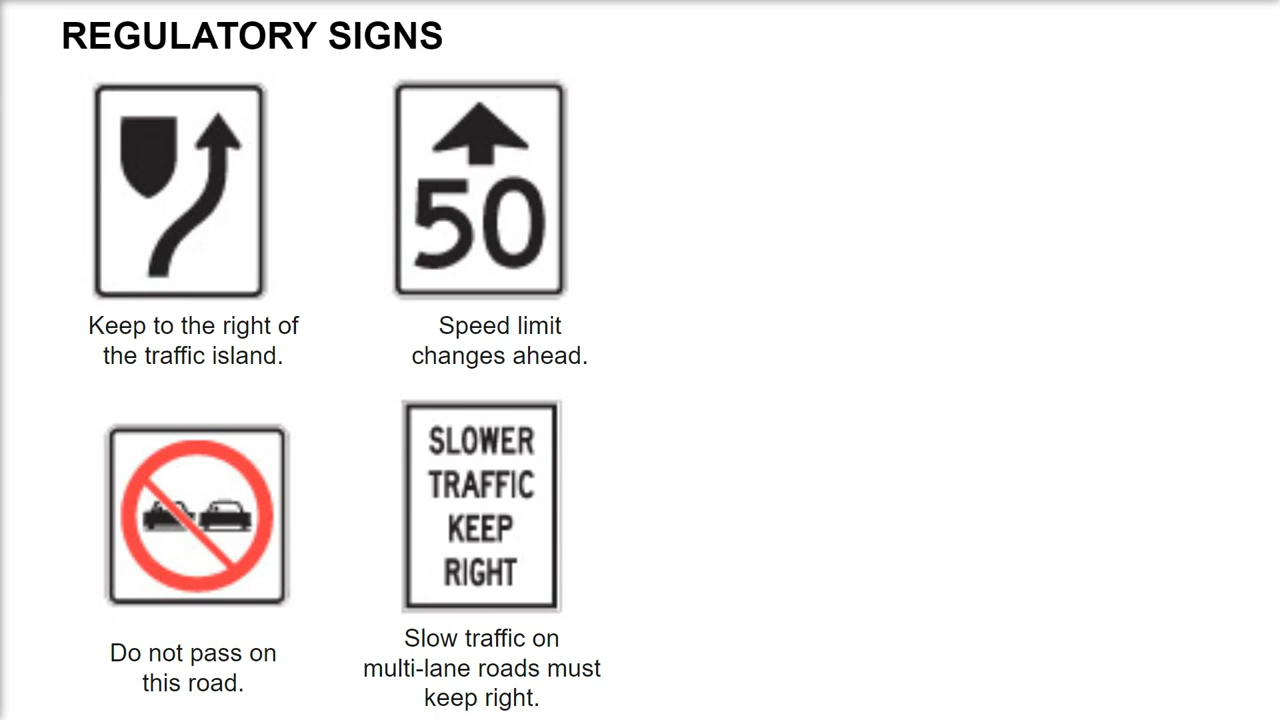 REGULATORY SIGNS
50
Keep to the right of
the traffic island.
Speed limit
changes ahead.
SLOWER
TRAFFIC
KEEP
RIGHT
Do not pass on
this road.
Slow traffic on
multi-lane roads must
keep right.